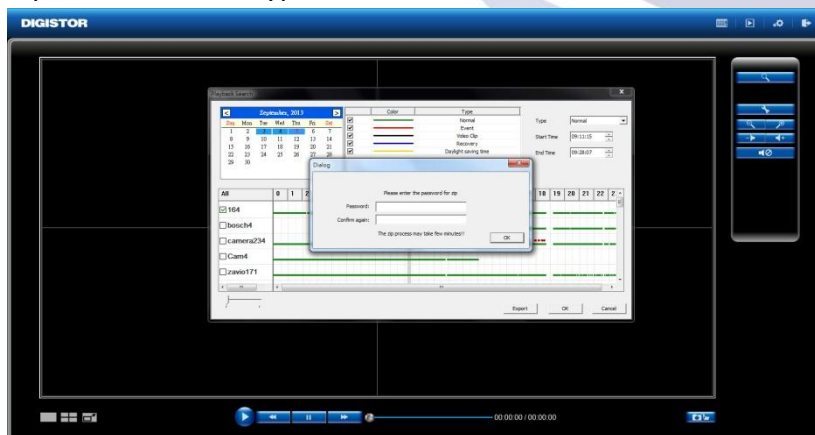 DIGISTOR
Playback Search
September, 2013
Sun Mon Tue Wed Thu Fri Sat
1 2 3 4 5 6 7
8 9 10 11 12 13 14
15 16 17 18 19 20 21
22 23 24 25 26 27 28
29 30
Color Type
Normal
Event
Video Clip
Recovery
Daylight saving time
Type Normal
Start Time 09:11:15
End Time 09:28:07
Dialog
Please enter the password for zip
Password:
Confirm again:
The zip process may take few minutes!!
OK
All 0 1 2 18 19 20 21 22 2
164
bosch4
camera234
Cam4
zavio171
Export OK Cancel
00:00:00 / 00:00:00